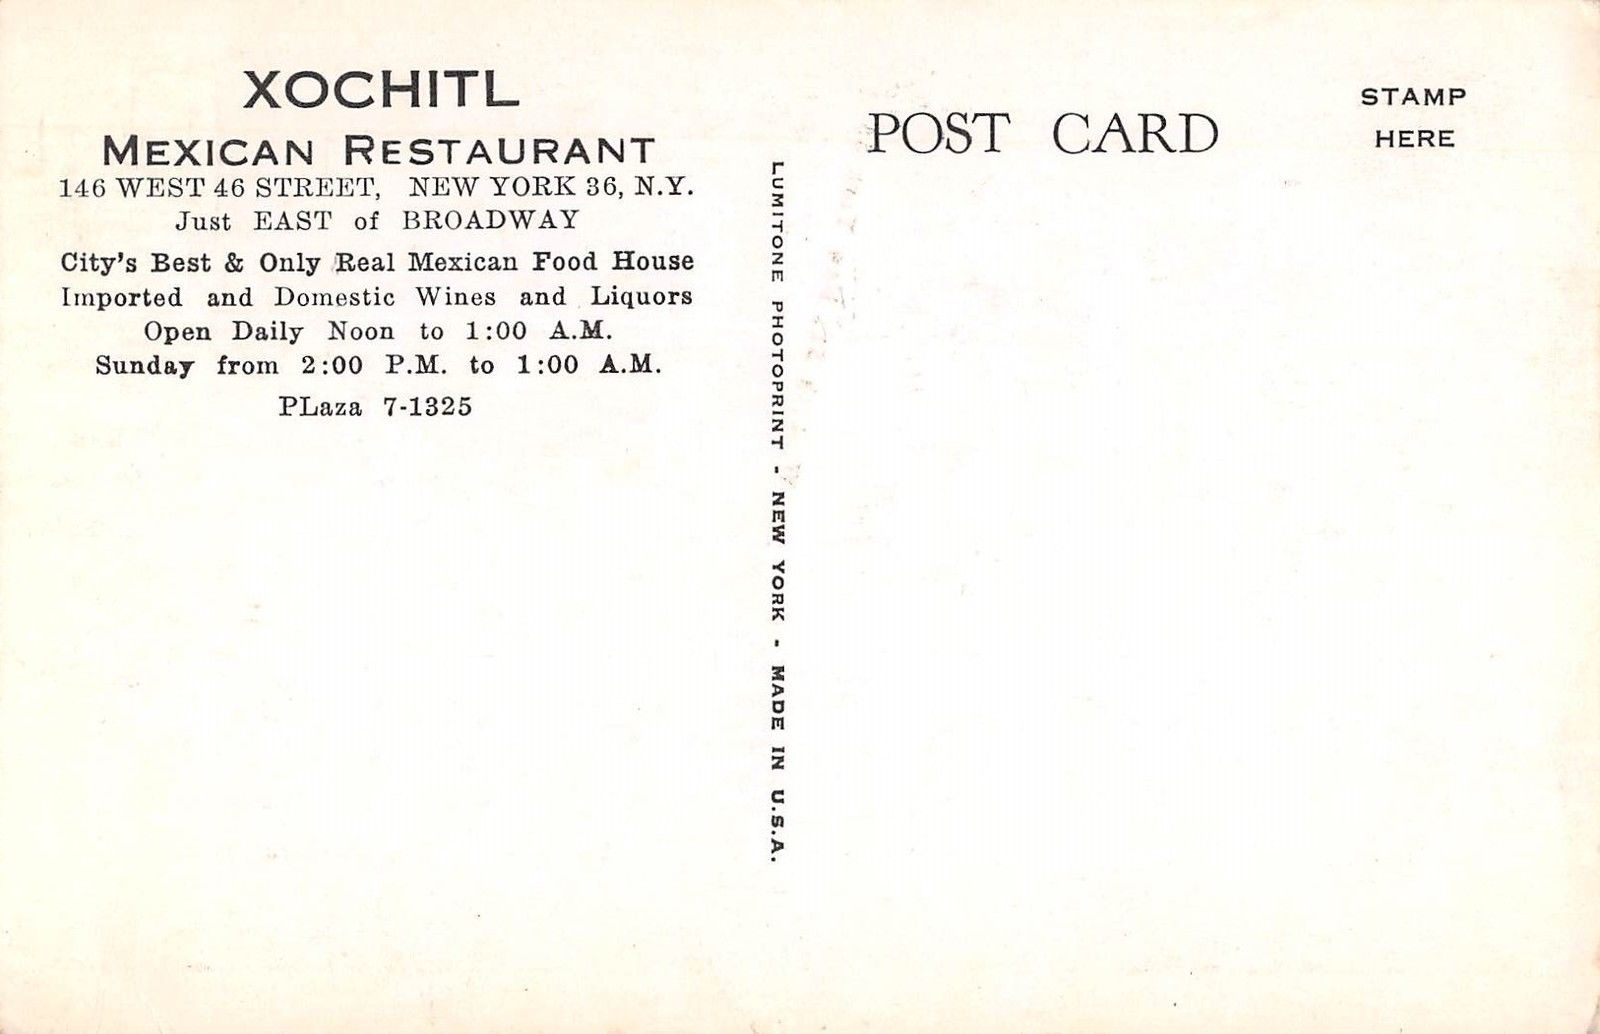 XOCHITL
MEXICAN RESTAURANT
146 WEST 46 STREET, NEW YORK 36, N.Y.
Just EAST of BROADWAY
City's Best & Only Real Mexican Food House
Imported and Domestic Wines and Liquors
Open Daily Noon to 1:00 A.M.
Sunday from 2:00 P.M. to 1:00 A.M.
PLaza 7-1325
LUMITONE PHOTOPRINT - NEW YORK - MADE IN U.S.A.
POST CARD
STAMP
HERE